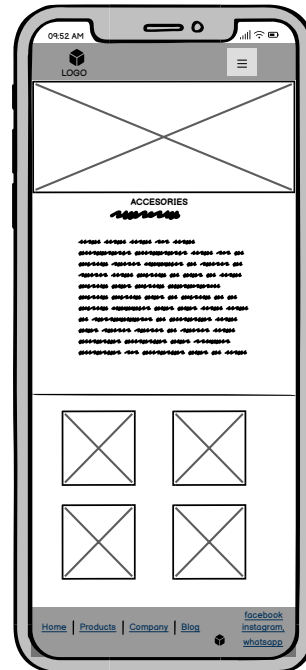 09:52 AM
LOGO
ACCESORIES
Home | Products | Company | Blog
facebook
instagram,
whatsapp